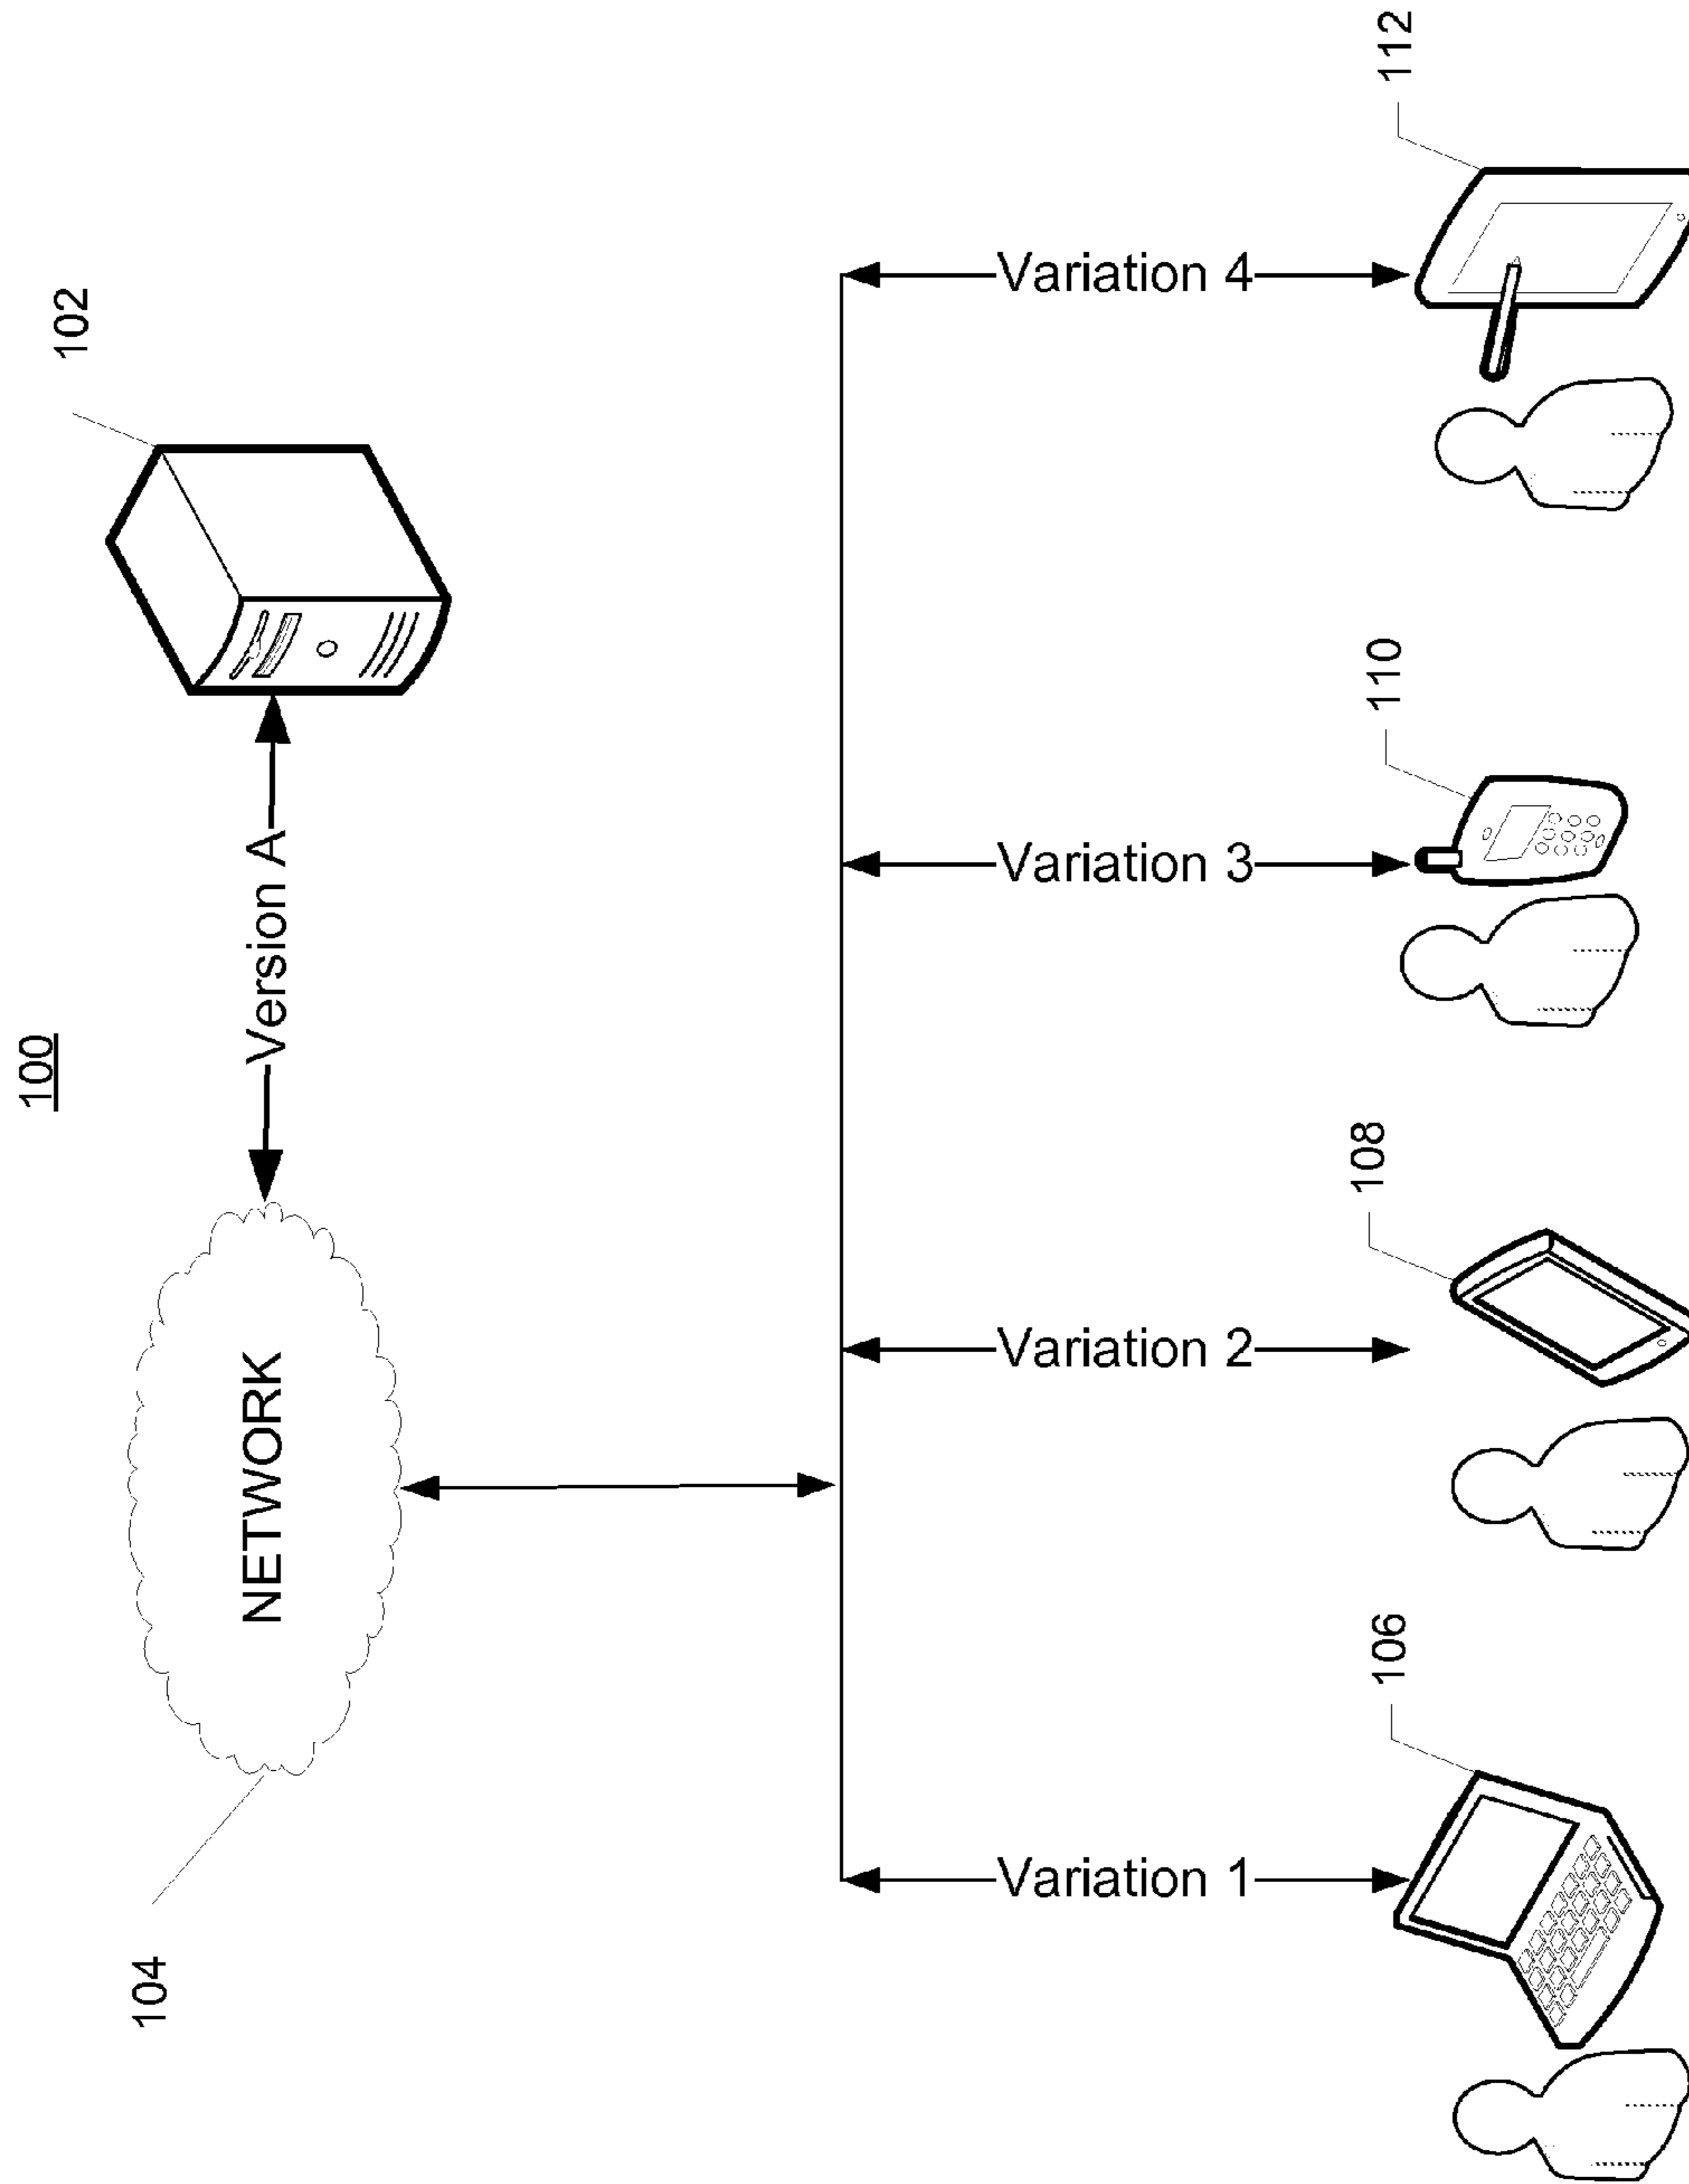 100
102
Version A
104
NETWORK
Variation 1
Variation 2
Variation 3
Variation 4
106
108
110
112